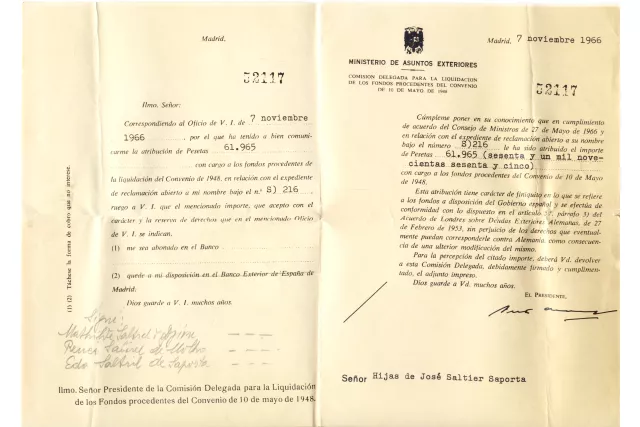 Madrid,
52117
Ilmo. Señor:
Correspondiendo al Oficio de V. I. de 7 noviembre
1966, por el que ha tenido a bien comuni-
carme la atribución de Pesetas 61.965
con cargo a los fondos procedentes de
la liquidación del Convenio de 1948, en relación con el expediente
de reclamación abierto a mi nombre bajo el n.º S) 216
ruego a V. I. que el mencionado importe, que acepto con el
carácter y la reserva de derechos que en el mencionado Oficio
de V. I. se indican.
(1) me sea abonado en el Banco
(2) quede a mi disposición en el Banco Exterior de España de
Madrid.
Dios guarde a V. I. muchos años.
(1) (2) Táchese la forma de cobro que no interese.
de
Edo de Saporta
Ilmo. Señor Presidente de la Comisión Delegada para la Liquidación
de los Fondos procedentes del Convenio de 10 de mayo de 1948.
Madrid, 7 noviembre 1966
MINISTERIO DE ASUNTOS EXTERIORES
COMISION DELEGADA PARA LA LIQUIDACION
DE LOS FONDOS PROCEDENTES DEL CONVENIO
DE 10 DE MAYO DE 1948
52117
Cúmpleme poner en su conocimiento que en cumplimiento
de acuerdo del Consejo de Ministros de 27 de Mayo de 1966 y
en relación con el expediente de reclamación abierto a su nombre
bajo el número S)216 le ha sido atribuido el importe
de Pesetas 61.965 (sesenta y un mil nove-
cientas sesenta y cinco)
con cargo a los fondos procedentes del Convenio de 10 de Mayo
de 1948.
Esta atribución tiene carácter de finiquito en lo que se refiere
a los fondos a disposición del Gobierno español y se efectúa de
conformidad con lo dispuesto en el artículo 5º, párrafo 3) del
Acuerdo de Londres sobre Deudas Exteriores Alemanas, de 27
de Febrero de 1953, sin perjuicio de los derechos que eventual-
mente puedan corresponderle contra Alemania, como consecuen-
cia de una ulterior modificación del mismo.
Para la percepción del citado importe, deberá Vd. devolver
a esta Comisión Delegada, debidamente firmado y cumplimen-
tado, el adjunto impreso.
Dios guarde a Vd. muchos años.
EL PRESIDENTE,
Señor Hijas de José Saltier Saporta